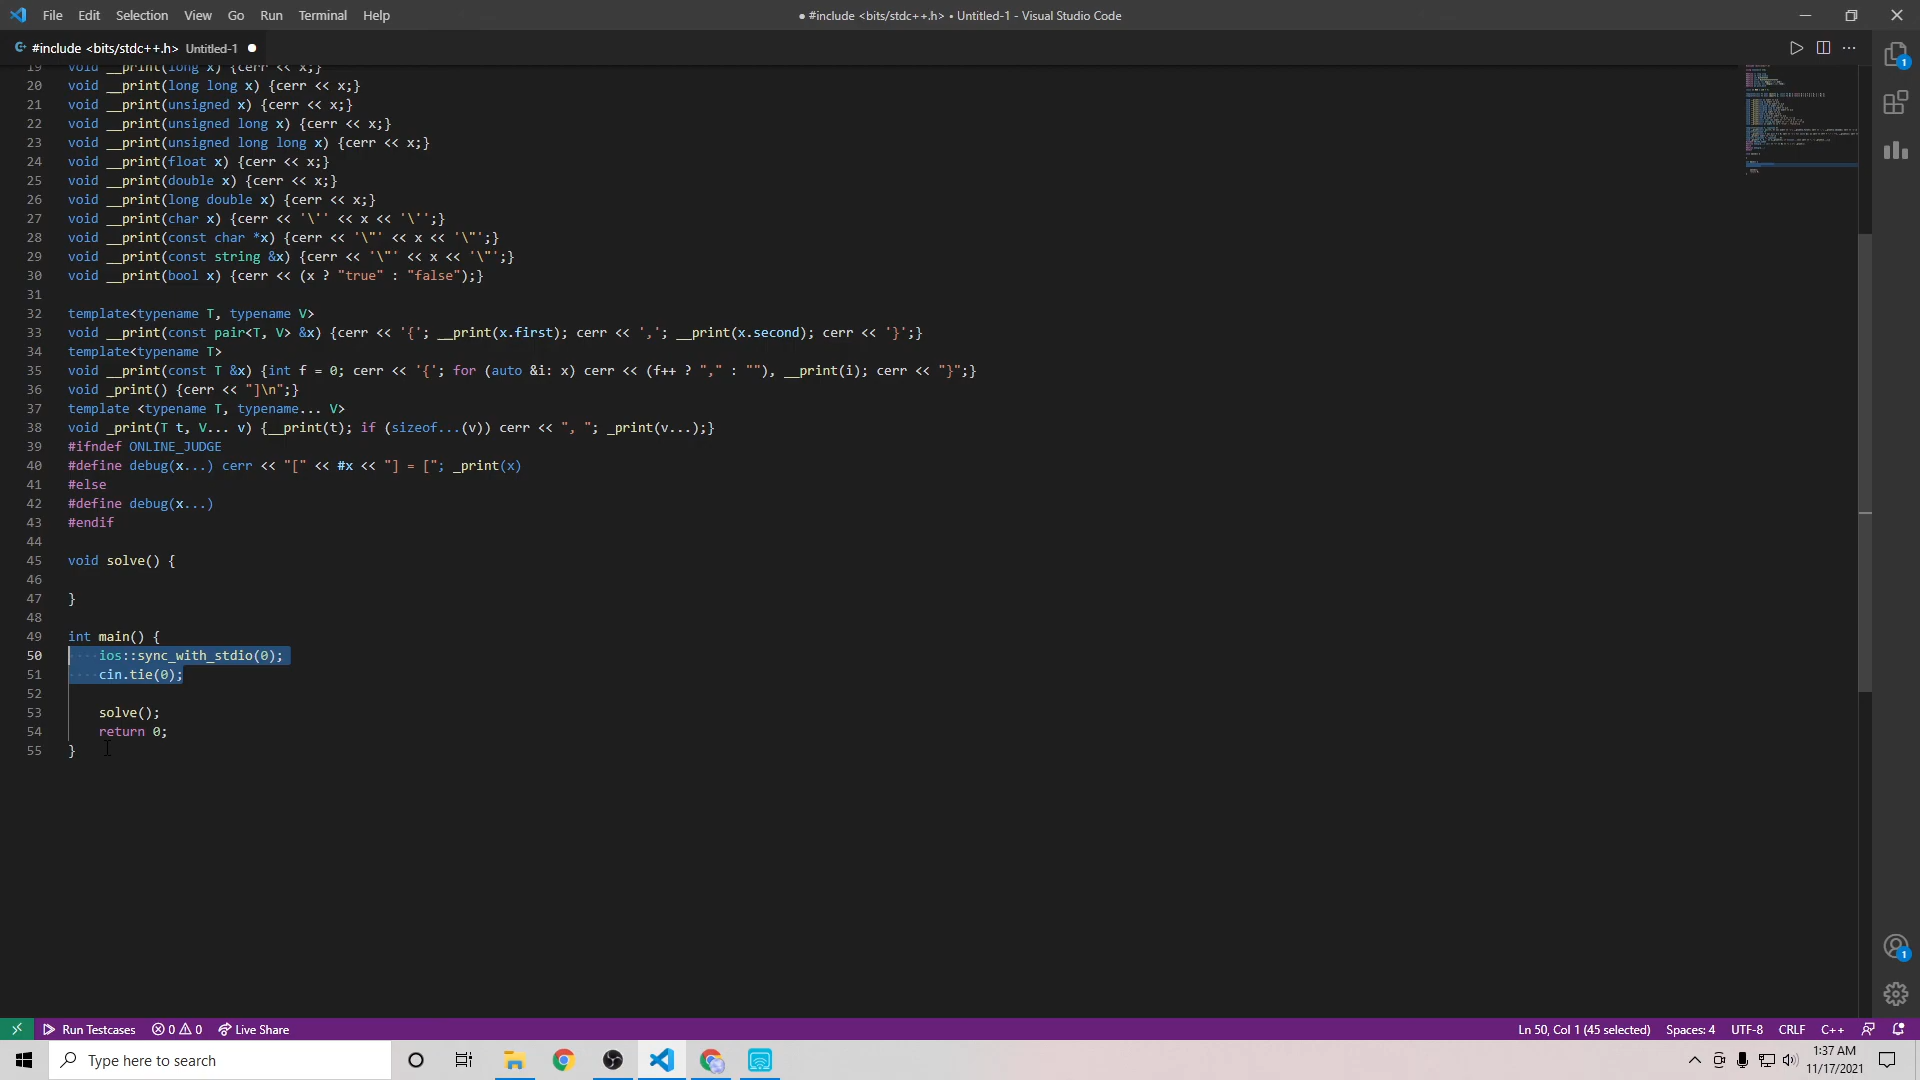 File Edit Selection View Go Run Terminal Help
● #include <bits/stdc++.h> • Untitled-1 - Visual Studio Code
#include <bits/stdc++.h> Untitled-1 ●
19 void __print(long x) {cerr << x;}
20 void __print(long long x) {cerr << x;}
21 void __print(unsigned x) {cerr << x;}
22 void __print(unsigned long x) {cerr << x;}
23 void __print(unsigned long long x) {cerr << x;}
24 void __print(float x) {cerr << x;}
25 void __print(double x) {cerr << x;}
26 void __print(long double x) {cerr << x;}
27 void __print(char x) {cerr << '\'' << x << '\'';}
28 void __print(const char *x) {cerr << '\"' << x << '\"';}
29 void __print(const string &x) {cerr << '\"' << x << '\"';}
30 void __print(bool x) {cerr << (x ? "true" : "false");}
31
32 template<typename T, typename V>
33 void __print(const pair<T, V> &x) {cerr << '{'; __print(x.first); cerr << ','; __print(x.second); cerr << '}';}
34 template<typename T>
35 void __print(const T &x) {int f = 0; cerr << '{'; for (auto &i: x) cerr << (f++ ? "," : ""), __print(i); cerr << "}";}
36 void _print() {cerr << "]\n";}
37 template <typename T, typename... V>
38 void _print(T t, V... v) {__print(t); if (sizeof...(v)) cerr << ", "; _print(v...);}
39 #ifndef ONLINE_JUDGE
40 #define debug(x...) cerr << "[" << #x << "] = ["; _print(x)
41 #else
42 #define debug(x...)
43 #endif
44
45 void solve() {
46
47 }
48
49 int main() {
50 ····ios::sync_with_stdio(0);
51 ····cin.tie(0);
52
53 solve();
54 return 0;
55 }
1
1
Run Testcases 0 0 Live Share
Ln 50, Col 1 (45 selected) Spaces: 4 UTF-8 CRLF C++
Type here to search
1:37 AM
11/17/2021